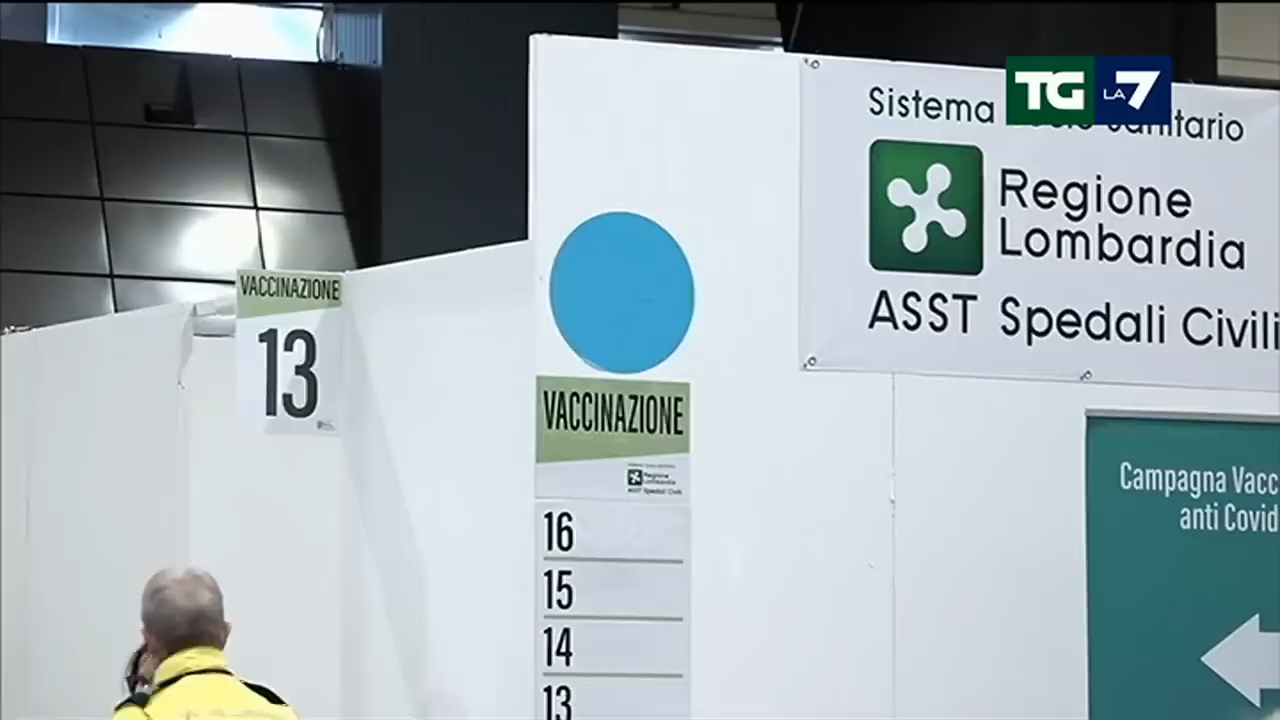 TG LA7
Sistema sanitario
Regione
Lombardia
ASST Spedali Civili
VACCINAZIONE
13
VACCINAZIONE
Regione
Lombardia
ASST Spedali Civili
16
15
14
13
Campagna Vacc
anti Covid